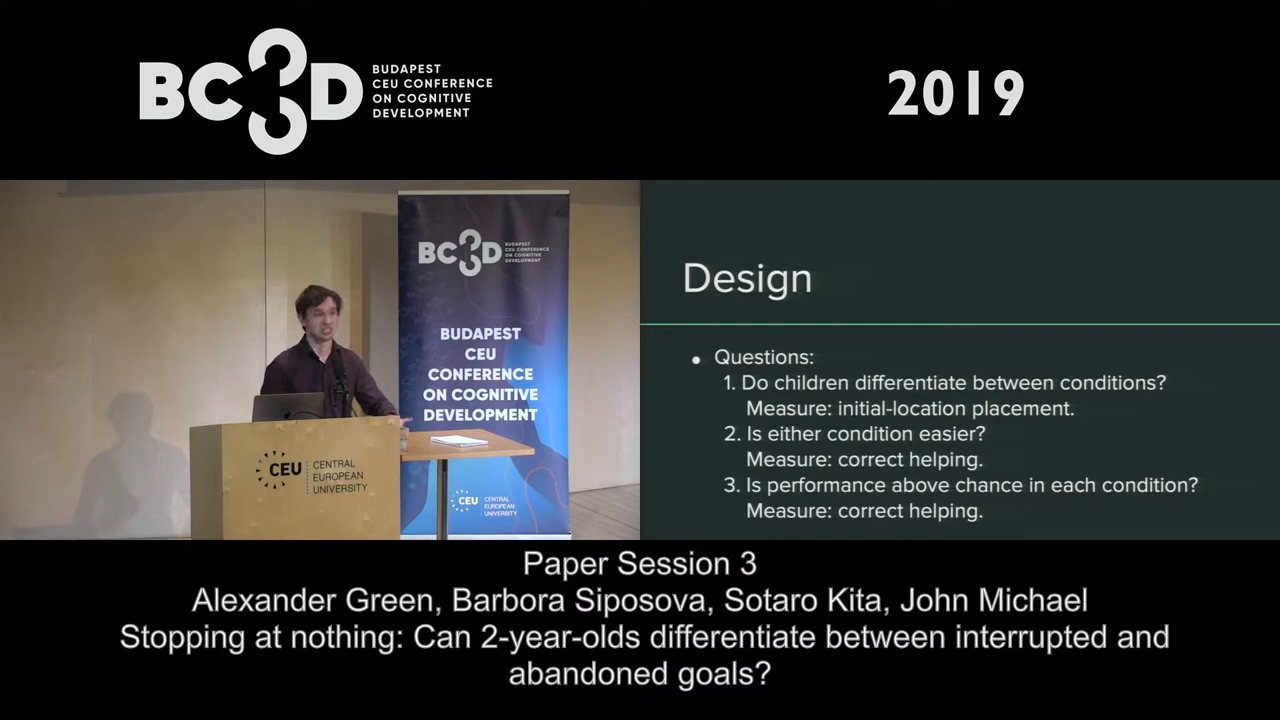 BC3D
BUDAPEST
CEU CONFERENCE
ON COGNITIVE
DEVELOPMENT
2019
BC3D
BUDAPEST
CEU CONFERENCE
ON COGNITIVE
DEVELOPMENT
BUDAPEST
CEU
CONFERENCE
ON COGNITIVE
DEVELOPMENT
CEU
CENTRAL
EUROPEAN
UNIVERSITY
CEU
CENTRAL
EUROPEAN
UNIVERSITY
Design
• Questions:
1. Do children differentiate between conditions?
Measure: initial-location placement.
2. Is either condition easier?
Measure: correct helping.
3. Is performance above chance in each condition?
Measure: correct helping.
Paper Session 3
Alexander Green, Barbora Siposova, Sotaro Kita, John Michael
Stopping at nothing: Can 2-year-olds differentiate between interrupted and
abandoned goals?